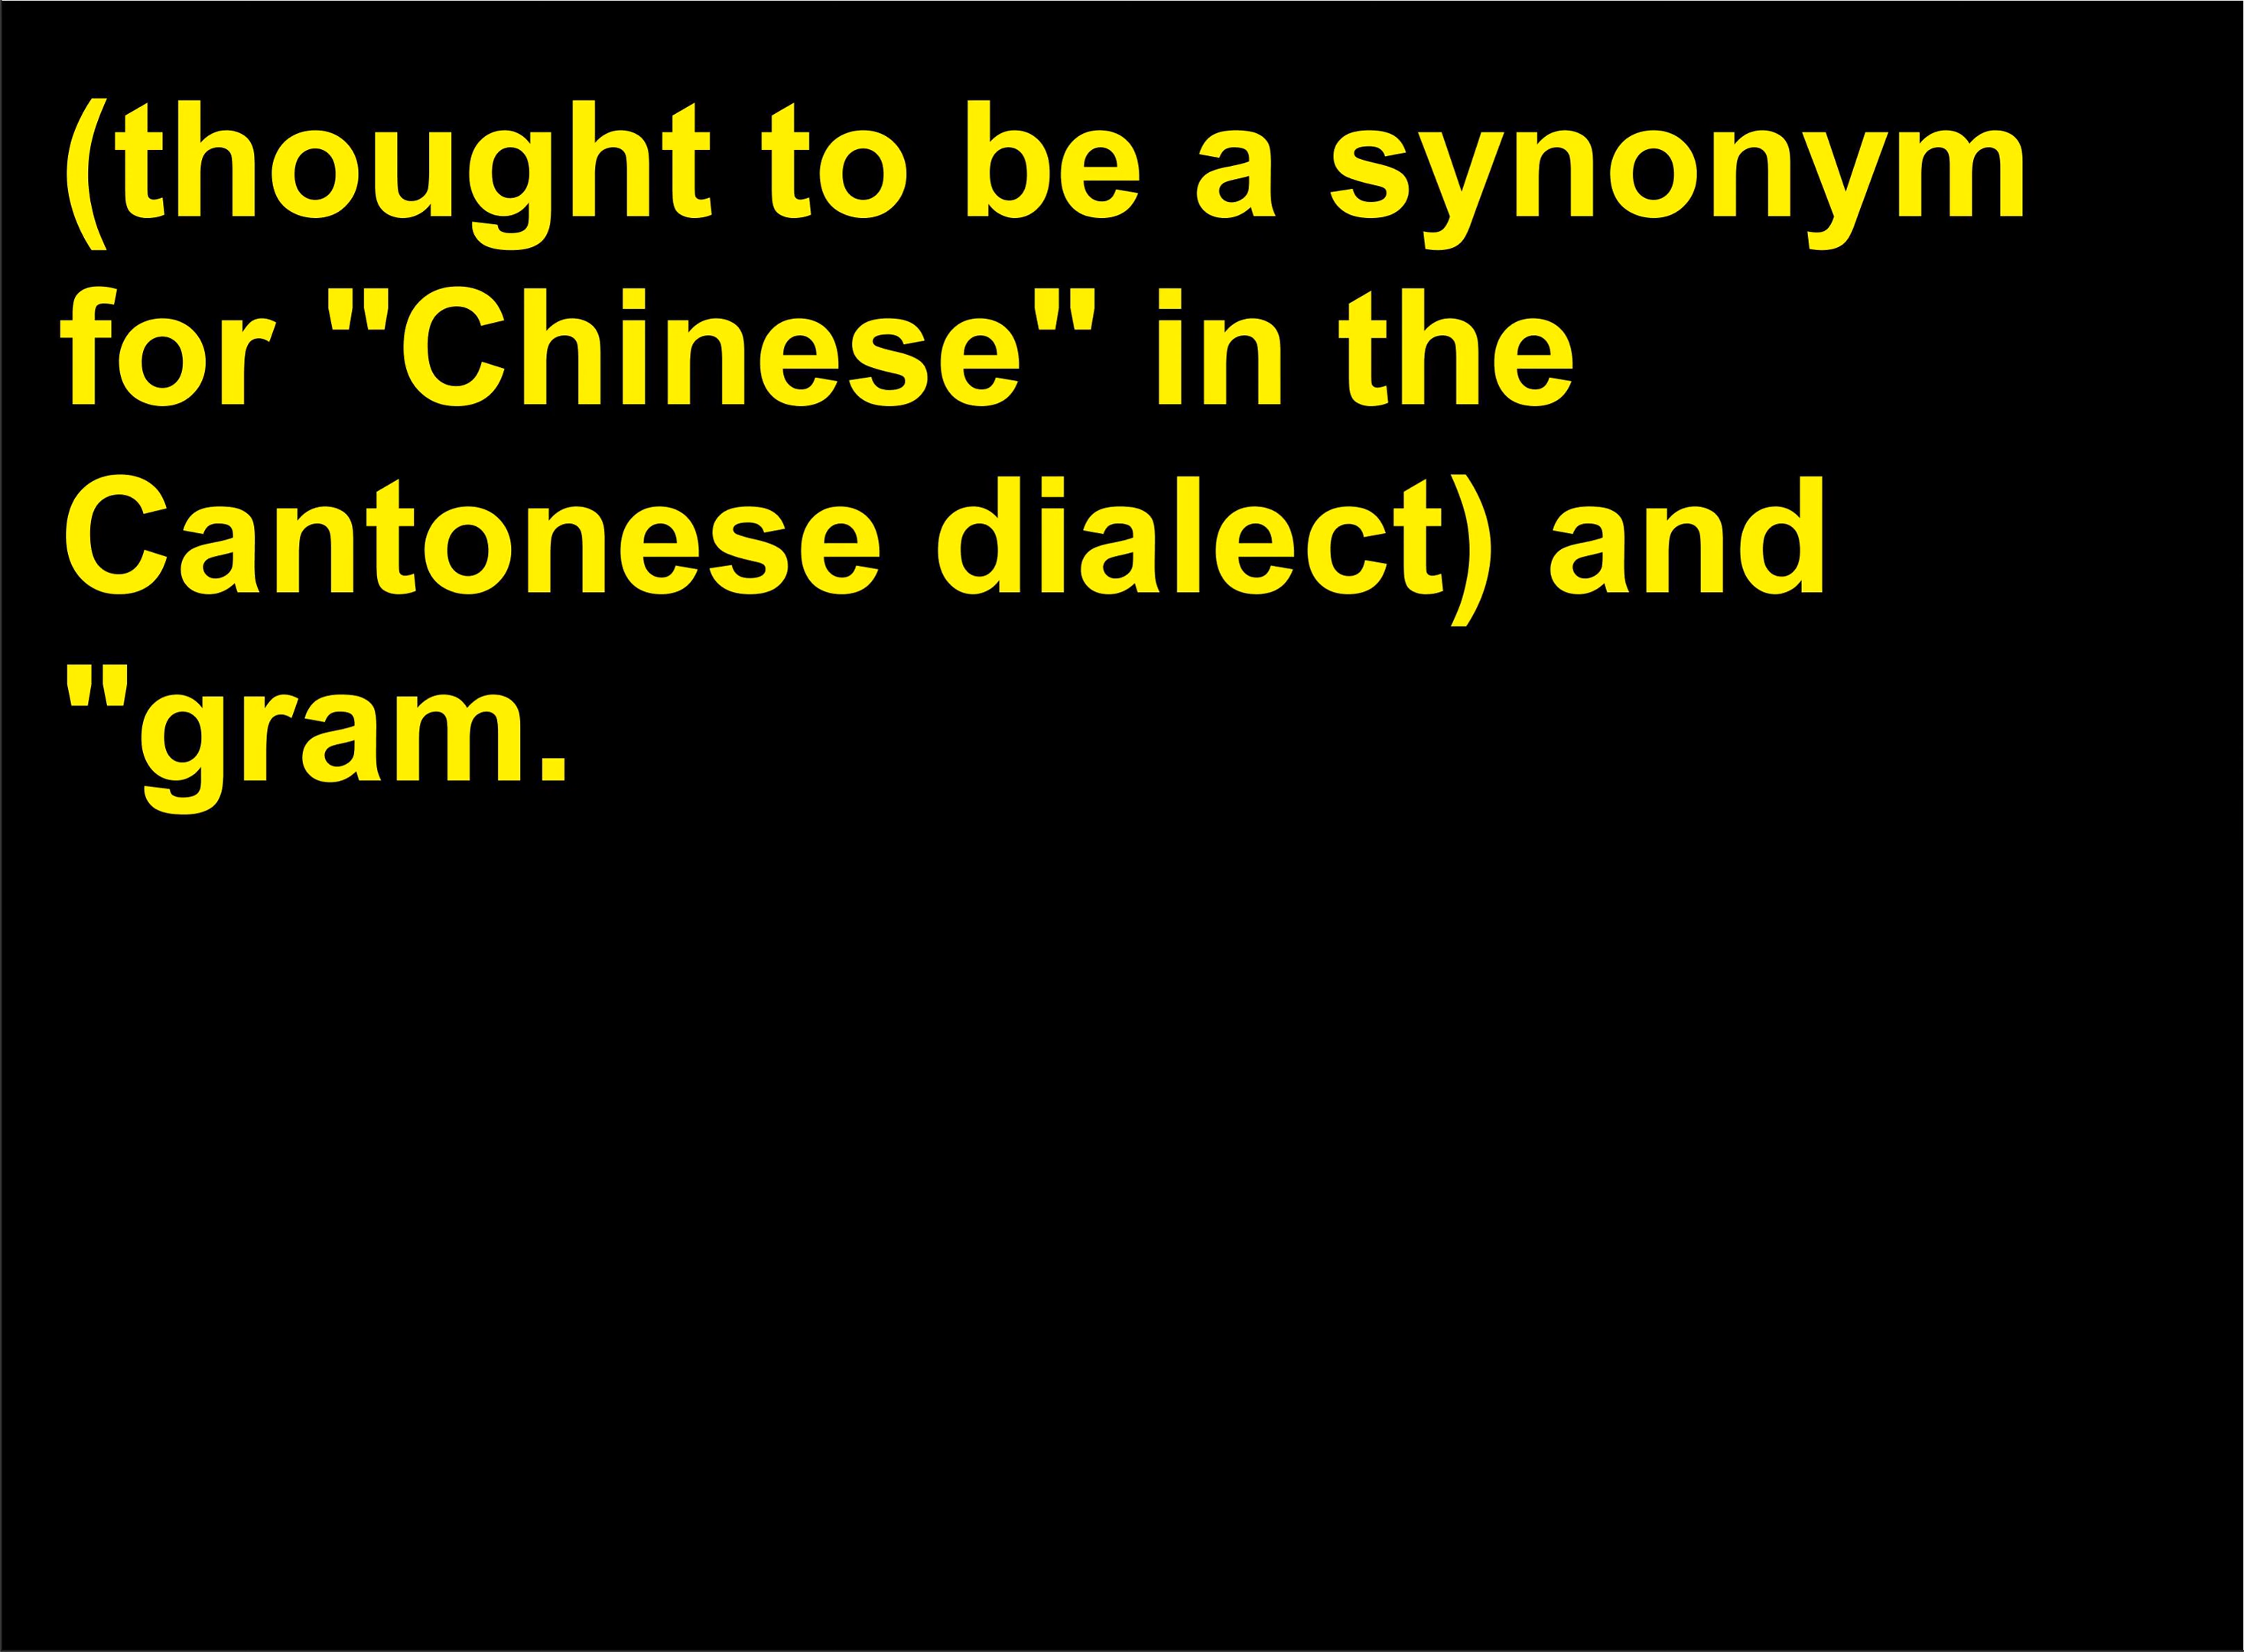 (thought to be a synonym
for "Chinese" in the
Cantonese dialect) and
"gram.